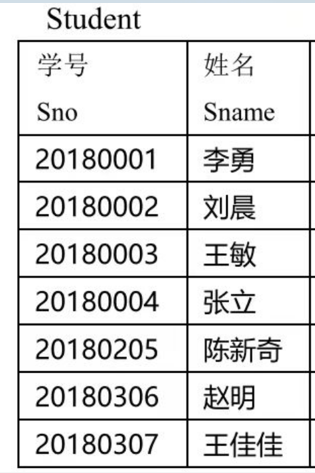 Student
学号 姓名
Sno Sname
20180001 李勇
20180002 刘晨
20180003 王敏
20180004 张立
20180205 陈新奇
20180306 赵明
20180307 王佳佳